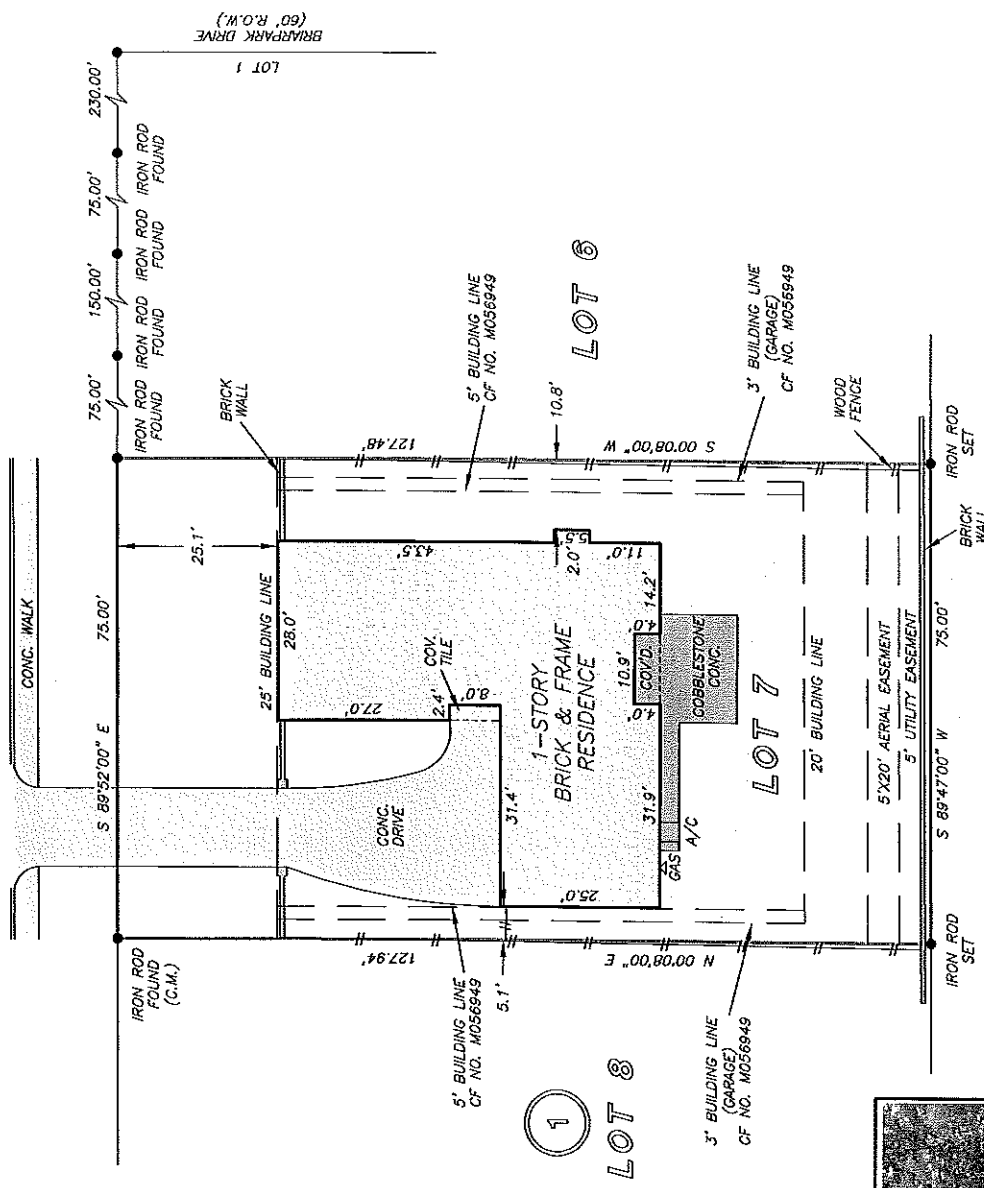 BRIARPARK DRIVE
(60' R.O.W.)
LOT 1
230.00'
75.00'
150.00'
75.00'
IRON ROD
FOUND
IRON ROD
FOUND
IRON ROD
FOUND
IRON ROD
FOUND
CONC. WALK
S 89°52'00" E
75.00'
25.1'
BRICK
WALL
25' BUILDING LINE
28.0'
IRON ROD
FOUND
(C.M.)
5' BUILDING LINE
CF NO. M056949
LOT 6
10.8'
127.48'
S 00°08'00" W
3' BUILDING LINE
(GARAGE)
CF NO. M056949
43.5'
27.0'
2.4'
COV.
TILE
8.0'
5.5'
2.0'
11.0'
14.2'
4.0'
10.9'
COV'D.
4.0'
COBBLESTONE
CONC.
1-STORY
BRICK & FRAME
RESIDENCE
CONC.
DRIVE
31.4'
31.9'
25.0'
GAS
A/C
LOT 7
127.94'
N 00°08'00" E
5' BUILDING LINE
CF NO. M056949
5.1'
1
LOT 8
3' BUILDING LINE
(GARAGE)
CF NO. M056949
20' BUILDING LINE
5'X20' AERIAL EASEMENT
5' UTILITY EASEMENT
WOOD
FENCE
S 89°47'00" W
75.00'
IRON ROD
SET
IRON ROD
SET
BRICK
WALL